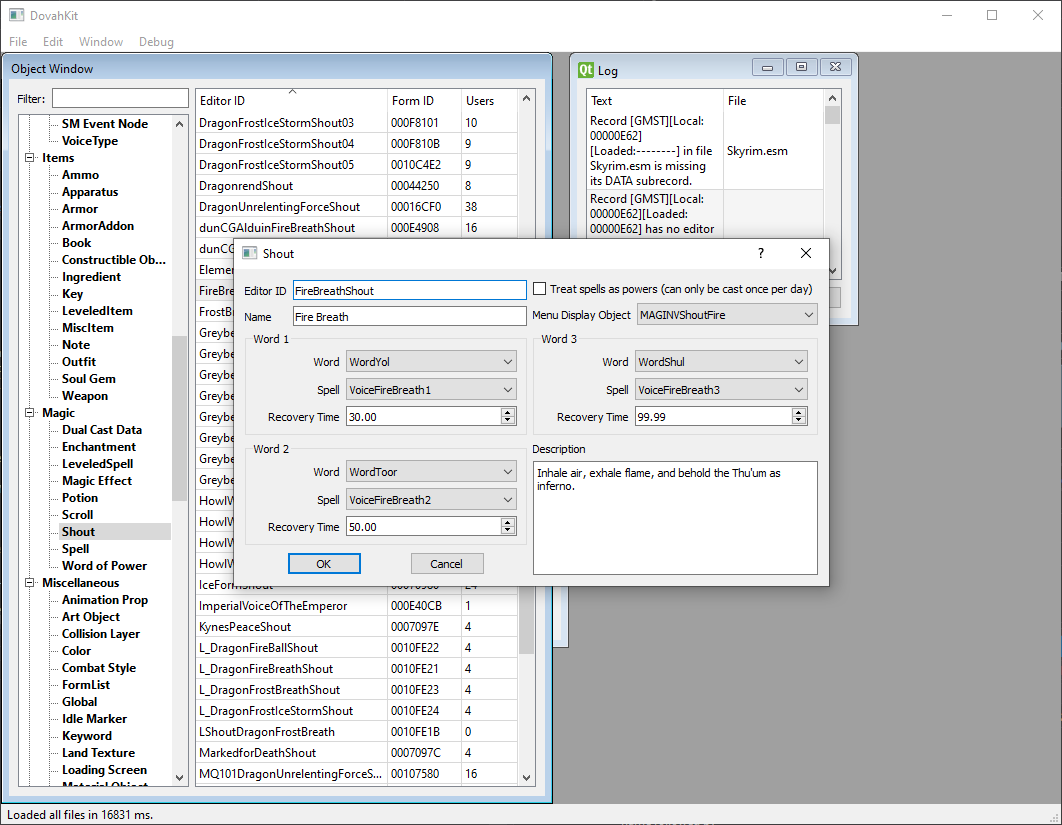 DovahKit
File Edit Window Debug
Object Window
Filter:
SM Event Node
VoiceType
Items
Ammo
Apparatus
Armor
ArmorAddon
Book
Constructible Ob...
Ingredient
Key
LeveledItem
MiscItem
Note
Outfit
Soul Gem
Weapon
Magic
Dual Cast Data
Enchantment
LeveledSpell
Magic Effect
Potion
Scroll
Shout
Spell
Word of Power
Miscellaneous
Animation Prop
Art Object
Collision Layer
Color
Combat Style
FormList
Global
Idle Marker
Keyword
Land Texture
Loading Screen
Material Object
Editor ID Form ID Users
DragonFrostIceStormShout03 000F8101 10
DragonFrostIceStormShout04 000F810B 9
DragonFrostIceStormShout05 0010C4E2 9
DragonrendShout 00044250 8
DragonUnrelentingForceShout 00016CF0 38
dunCGAlduinFireBreathShout 000E4908 16
dunCG
Elemen
FireBre
FrostB
Greybe
Greybe
Greybe
Greybe
Greybe
Greybe
Greybe
Greybe
HowlW
HowlW
HowlW
HowlW
IceFormShout
ImperialVoiceOfTheEmperor 000E40CB 1
KynesPeaceShout 0007097E 4
L_DragonFireBallShout 0010FE22 4
L_DragonFireBreathShout 0010FE21 4
L_DragonFrostBreathShout 0010FE23 4
L_DragonFrostIceStormShout 0010FE24 4
LShoutDragonFrostBreath 0010FE1B 0
MarkedforDeathShout 0007097C 4
MQ101DragonUnrelentingForceS... 00107580 16
Qt Log
Text File
Record [GMST][Local:
00000E62]
[Loaded:--------] in file
Skyrim.esm is missing
its DATA subrecord.
Skyrim.esm
Record [GMST][Local:
00000E62][Loaded:
00000E62] has no editor
Shout
?
Editor ID FireBreathShout
Treat spells as powers (can only be cast once per day)
Name Fire Breath
Menu Display Object MAGINVShoutFire
Word 1
Word WordYol
Spell VoiceFireBreath1
Recovery Time 30.00
Word 3
Word WordShul
Spell VoiceFireBreath3
Recovery Time 99.99
Word 2
Word WordToor
Spell VoiceFireBreath2
Recovery Time 50.00
Description
Inhale air, exhale flame, and behold the Thu'um as
inferno.
OK Cancel
Loaded all files in 16831 ms.